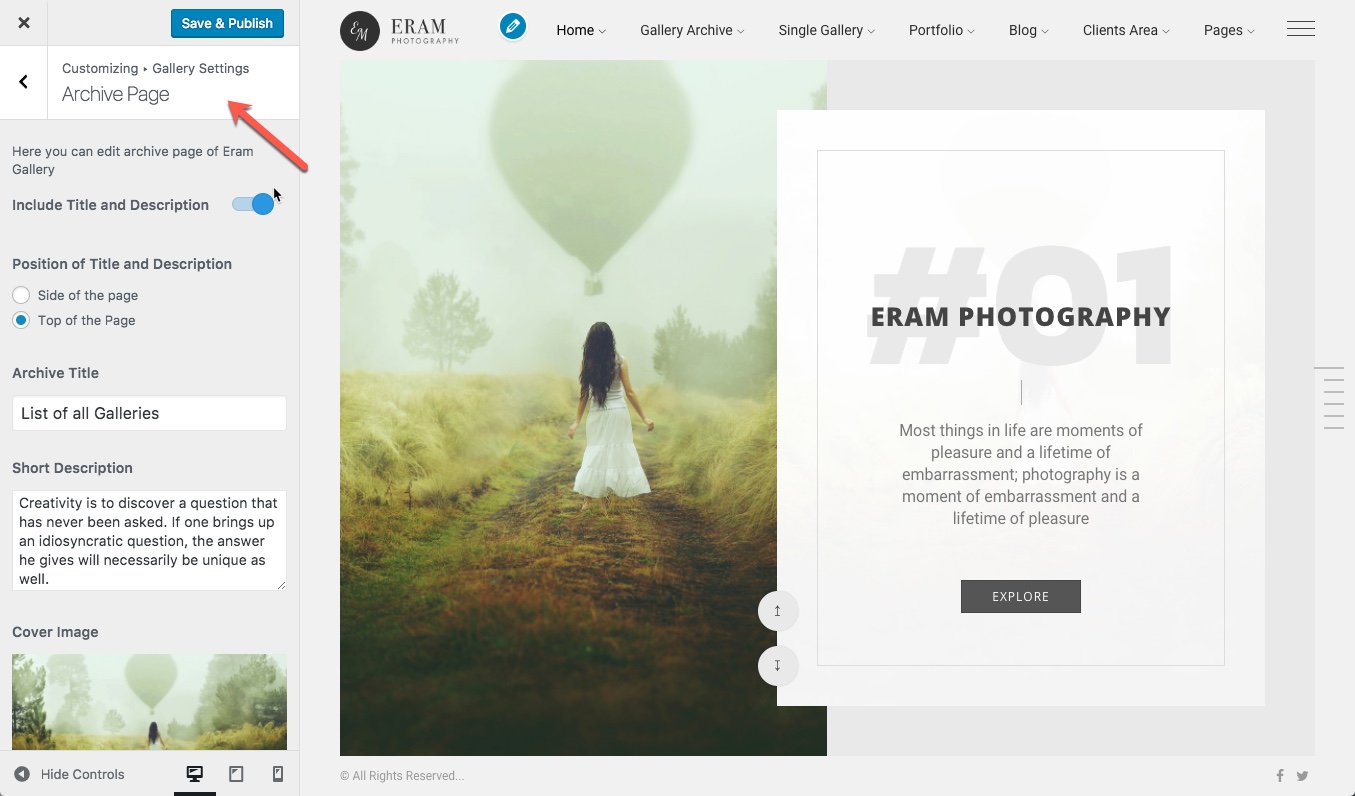 Save & Publish
Customizing ▸ Gallery Settings
Archive Page
Here you can edit archive page of Eram
Gallery
Include Title and Description
Position of Title and Description
Side of the page
Top of the Page
Archive Title
List of all Galleries
Short Description
Creativity is to discover a question that
has never been asked. If one brings up
an idiosyncratic question, the answer
he gives will necessarily be unique as
well.
Cover Image
Hide Controls
EM
ERAM
PHOTOGRAPHY
Home
Gallery Archive
Single Gallery
Portfolio
Blog
Clients Area
Pages
#01
ERAM PHOTOGRAPHY
Most things in life are moments of
pleasure and a lifetime of
embarrassment; photography is a
moment of embarrassment and a
lifetime of pleasure
EXPLORE
© All Rights Reserved...